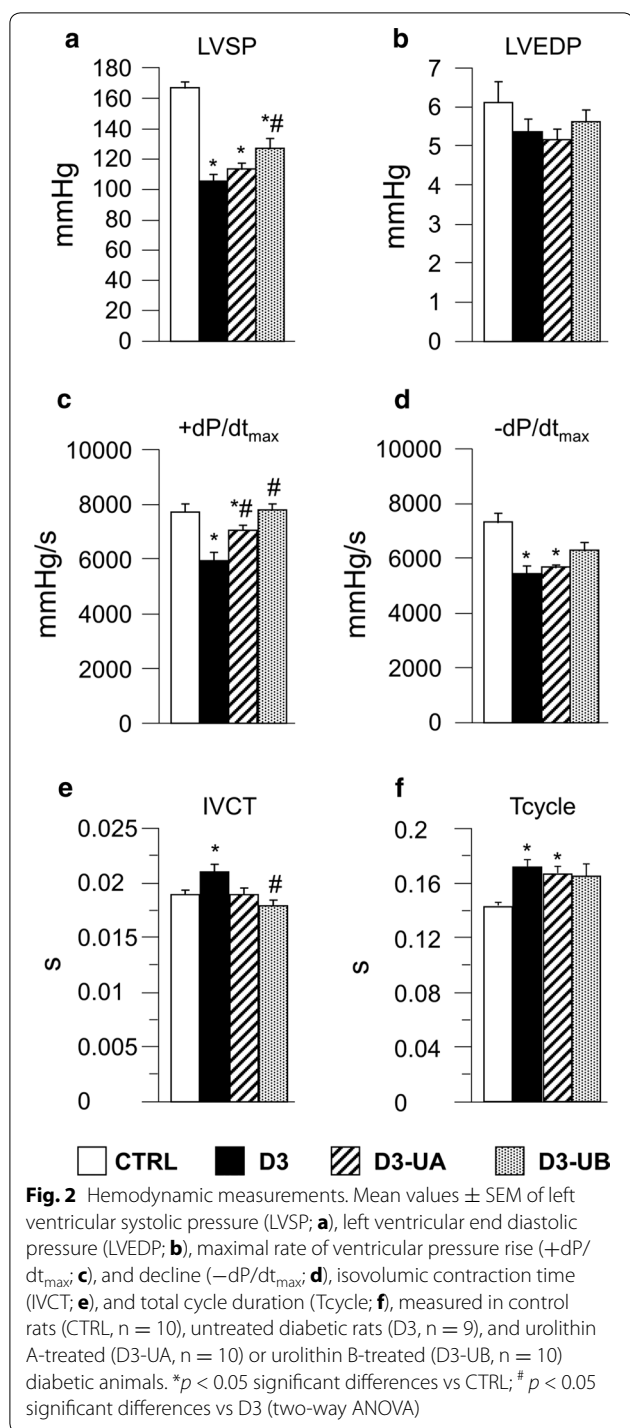 a
LVSP
180
160
140
120
100
80
60
40
20
0
mmHg
*
*
*#
b
LVEDP
7
6
5
4
3
2
1
0
mmHg
c
+dP/dtmax
10000
8000
6000
4000
2000
0
mmHg/s
*
*#
#
d
-dP/dtmax
10000
8000
6000
4000
2000
0
mmHg/s
*
*
e
IVCT
0.025
0.02
0.015
0.01
0.005
0
s
*
#
f
Tcycle
0.2
0.16
0.12
0.08
0.04
0
s
*
*
CTRL D3 D3-UA D3-UB
Fig. 2 Hemodynamic measurements. Mean values ± SEM of left
ventricular systolic pressure (LVSP; a), left ventricular end diastolic
pressure (LVEDP; b), maximal rate of ventricular pressure rise (+dP/
dtmax; c), and decline (−dP/dtmax; d), isovolumic contraction time
(IVCT; e), and total cycle duration (Tcycle; f), measured in control
rats (CTRL, n = 10), untreated diabetic rats (D3, n = 9), and urolithin
A-treated (D3-UA, n = 10) or urolithin B-treated (D3-UB, n = 10)
diabetic animals. *p < 0.05 significant differences vs CTRL; # p < 0.05
significant differences vs D3 (two-way ANOVA)